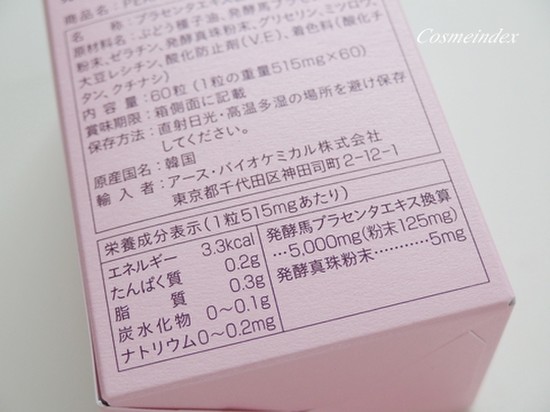 Cosmeindex
商品名：PE
名　称：プラセンタエキス
原材料名：ぶどう種子油、発酵馬プラセ
粉末、ゼラチン、発酵真珠粉末、グリセリン、ミツロウ、
大豆レシチン、酸化防止剤(V.E)、着色料(酸化チ
タン、クチナシ)
内容量：60粒(1粒の重量515mg×60)
賞味期限：箱側面に記載
保存方法：直射日光・高温多湿の場所を避け保存
してください。
原産国名：韓国
輸入者：アース・バイオケミカル株式会社
東京都千代田区神田司町2-12-1
栄養成分表示(1粒515mgあたり)
エネルギー 3.3kcal
たんぱく質 0.2g
脂質 0.3g
炭水化物 0〜0.1g
ナトリウム 0〜0.2mg
発酵馬プラセンタエキス換算
…5,000mg(粉末125mg)
発酵真珠粉末…………5mg